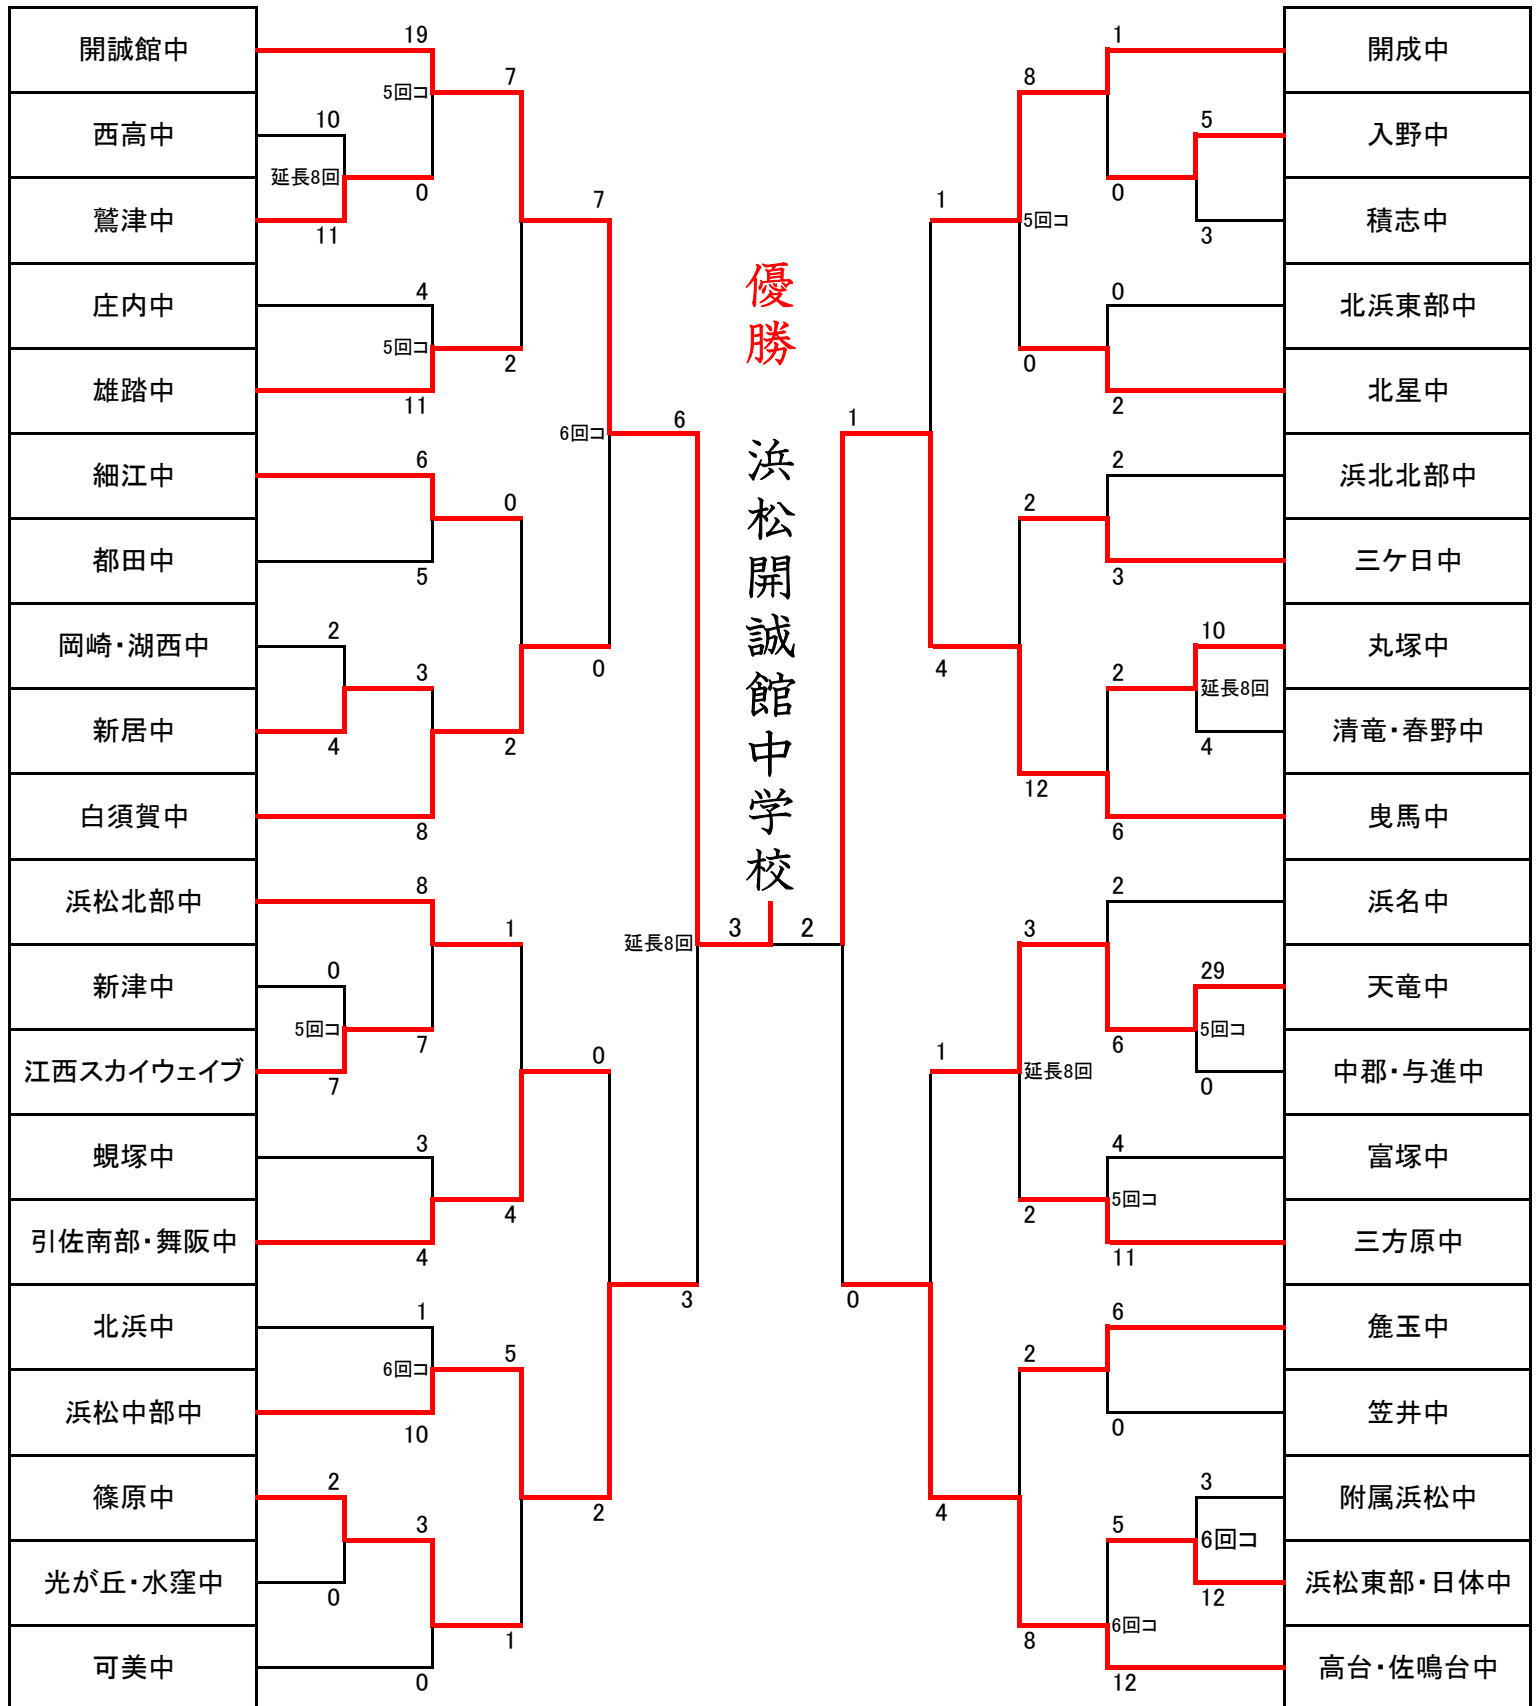 開誠館中
西高中
鷲津中
庄内中
雄踏中
細江中
都田中
岡崎・湖西中
新居中
白須賀中
浜松北部中
新津中
江西スカイウェイブ
蜆塚中
引佐南部・舞阪中
北浜中
浜松中部中
篠原中
光が丘・水窪中
可美中
19
5回コ
10
延長8回
11
0
7
4
5回コ
11
2
7
6回コ
6
5
0
2
4
3
8
2
0
6
延長8回
8
0
5回コ
7
7
1
3
4
4
0
1
6回コ
10
5
2
0
3
0
1
2
3
優勝
浜松開誠館中学校
3
2
1
8
5
3
0
1
5回コ
0
2
0
1
2
3
2
10
延長8回
4
2
6
12
4
2
3
29
5回コ
0
6
1
延長8回
4
5回コ
11
2
0
6
0
2
3
6回コ
12
5
6回コ
12
8
4
開成中
入野中
積志中
北浜東部中
北星中
浜北北部中
三ケ日中
丸塚中
清竜・春野中
曳馬中
浜名中
天竜中
中郡・与進中
富塚中
三方原中
麁玉中
笠井中
附属浜松中
浜松東部・日体中
高台・佐鳴台中